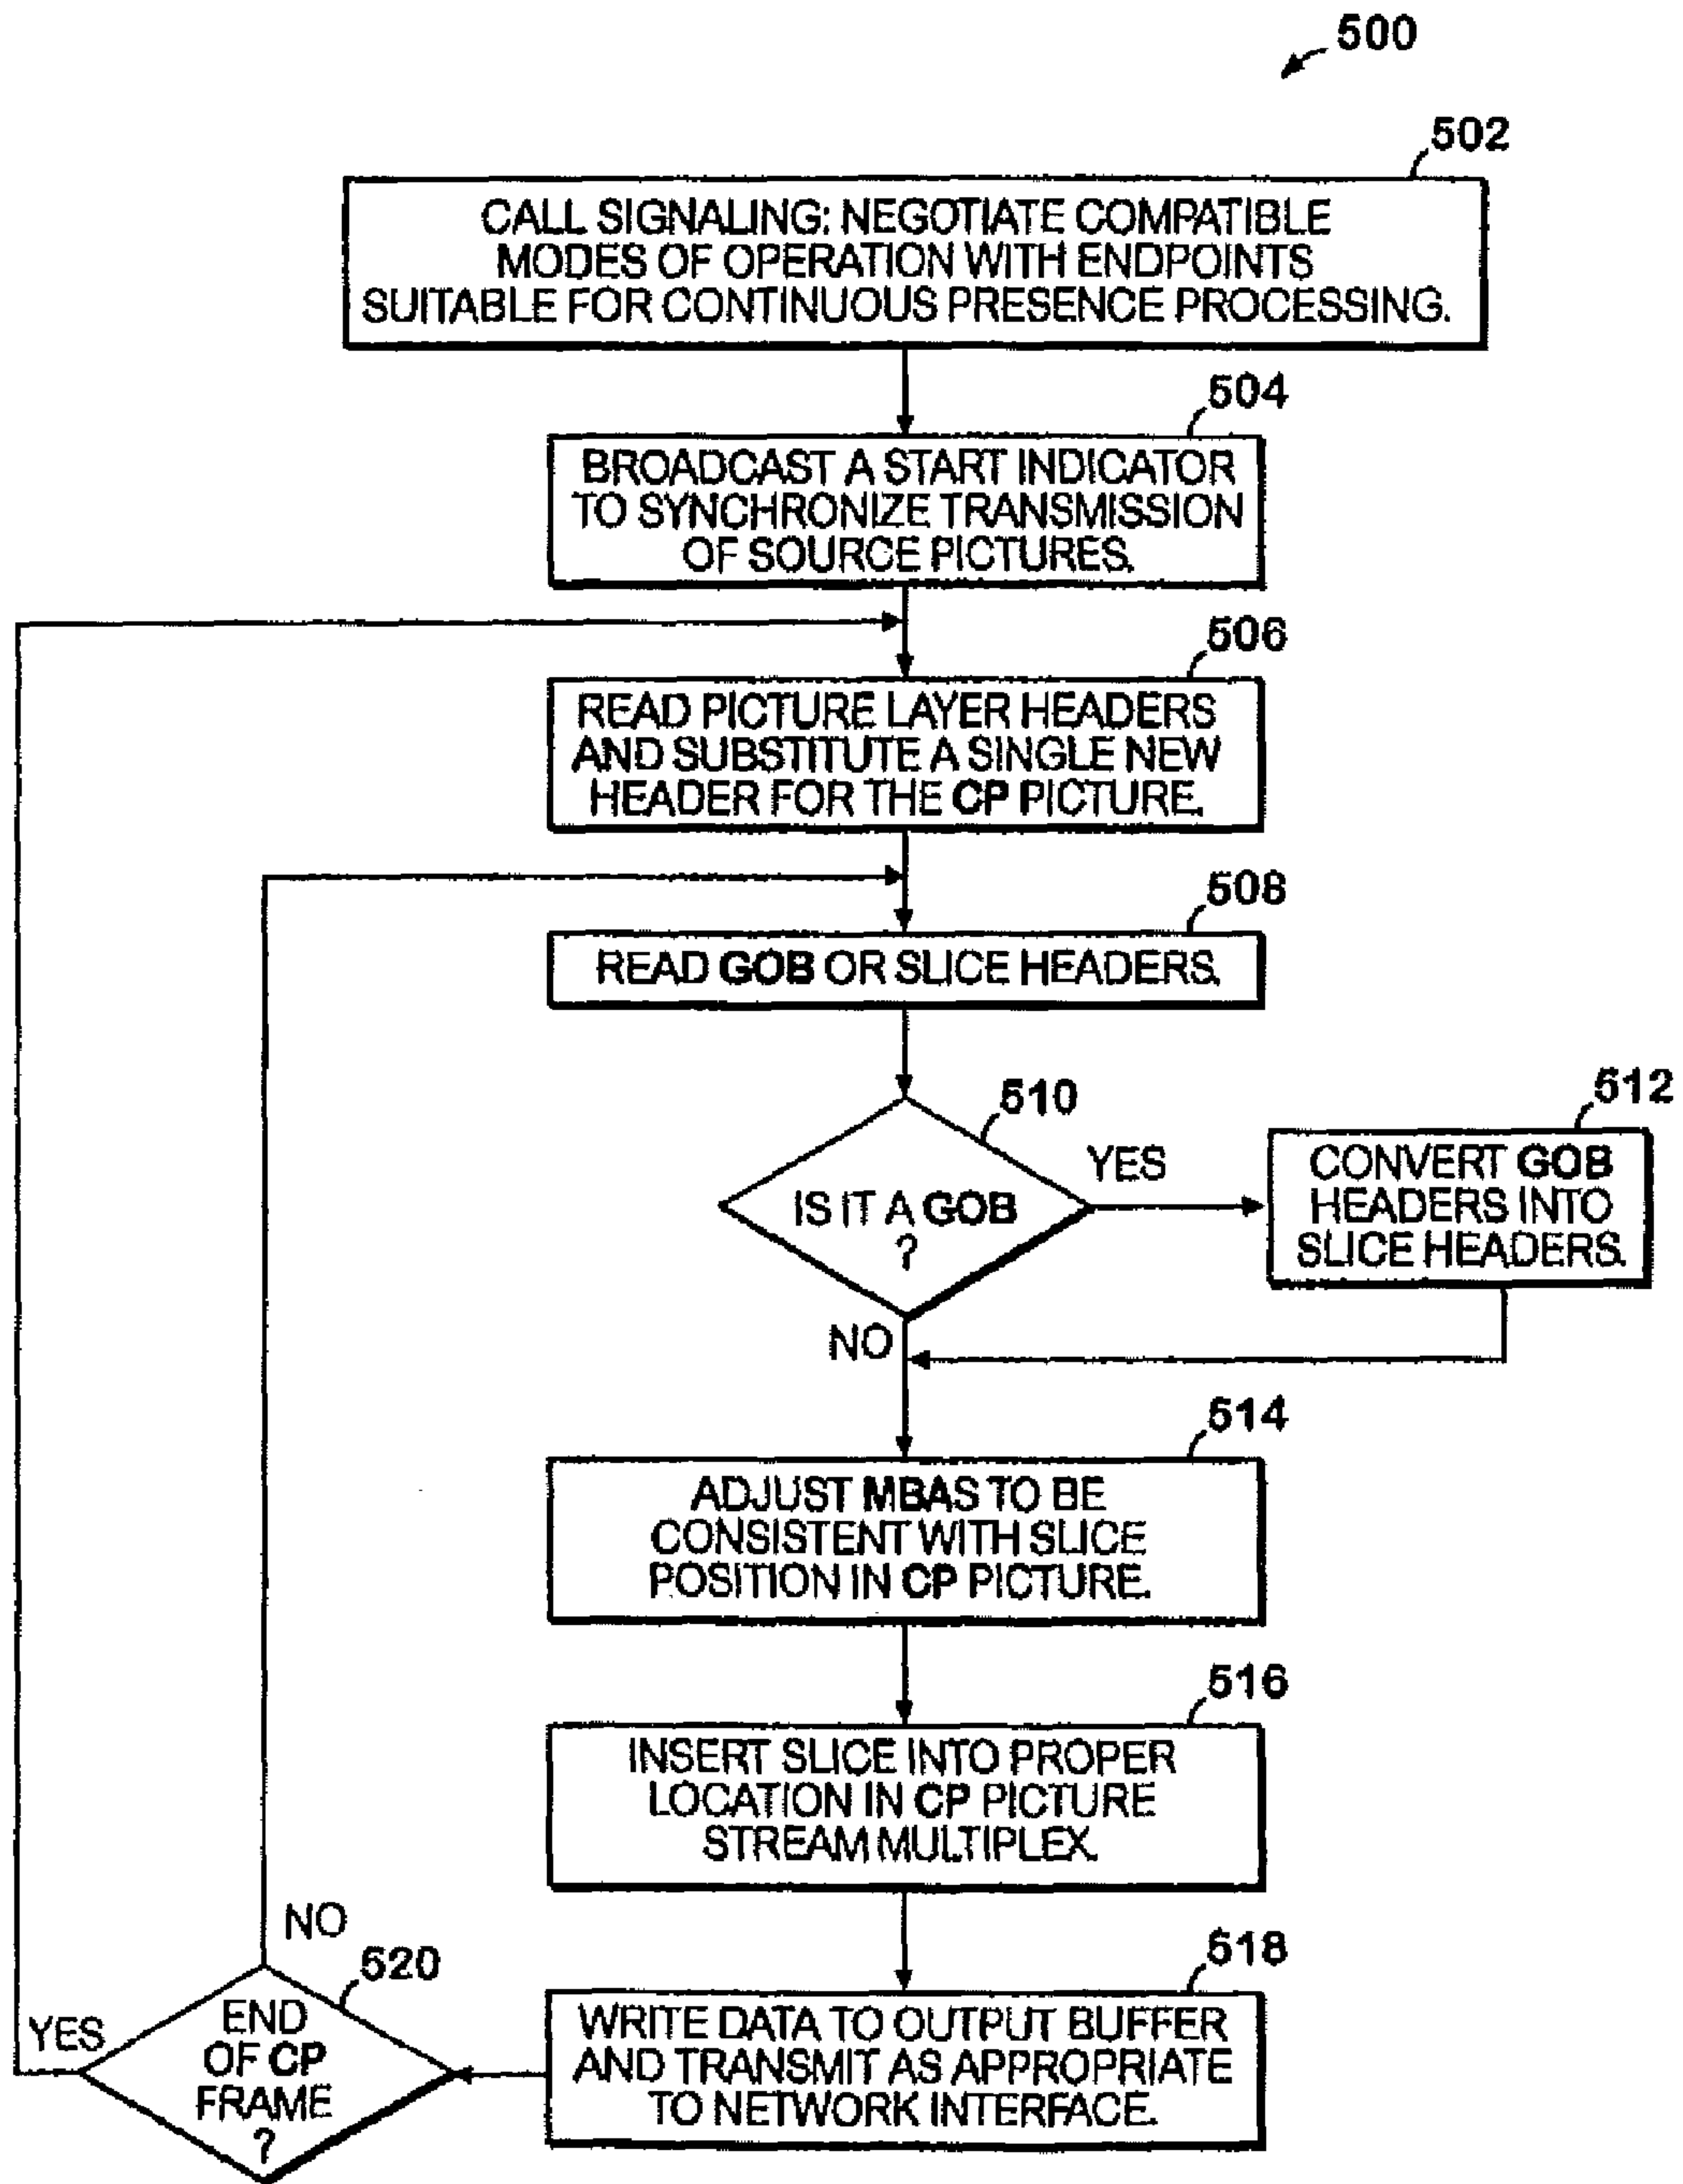 500
502
CALL SIGNALING: NEGOTIATE COMPATIBLE
MODES OF OPERATION WITH ENDPOINTS
SUITABLE FOR CONTINUOUS PRESENCE PROCESSING.
504
BROADCAST A START INDICATOR
TO SYNCHRONIZE TRANSMISSION
OF SOURCE PICTURES.
506
READ PICTURE LAYER HEADERS
AND SUBSTITUTE A SINGLE NEW
HEADER FOR THE CP PICTURE.
508
READ GOB OR SLICE HEADERS.
510
IS IT A GOB
?
YES
512
CONVERT GOB
HEADERS INTO
SLICE HEADERS.
NO
514
ADJUST MBAS TO BE
CONSISTENT WITH SLICE
POSITION IN CP PICTURE.
516
INSERT SLICE INTO PROPER
LOCATION IN CP PICTURE
STREAM MULTIPLEX.
518
WRITE DATA TO OUTPUT BUFFER
AND TRANSMIT AS APPROPRIATE
TO NETWORK INTERFACE.
520
END
OF CP
FRAME
?
NO
YES